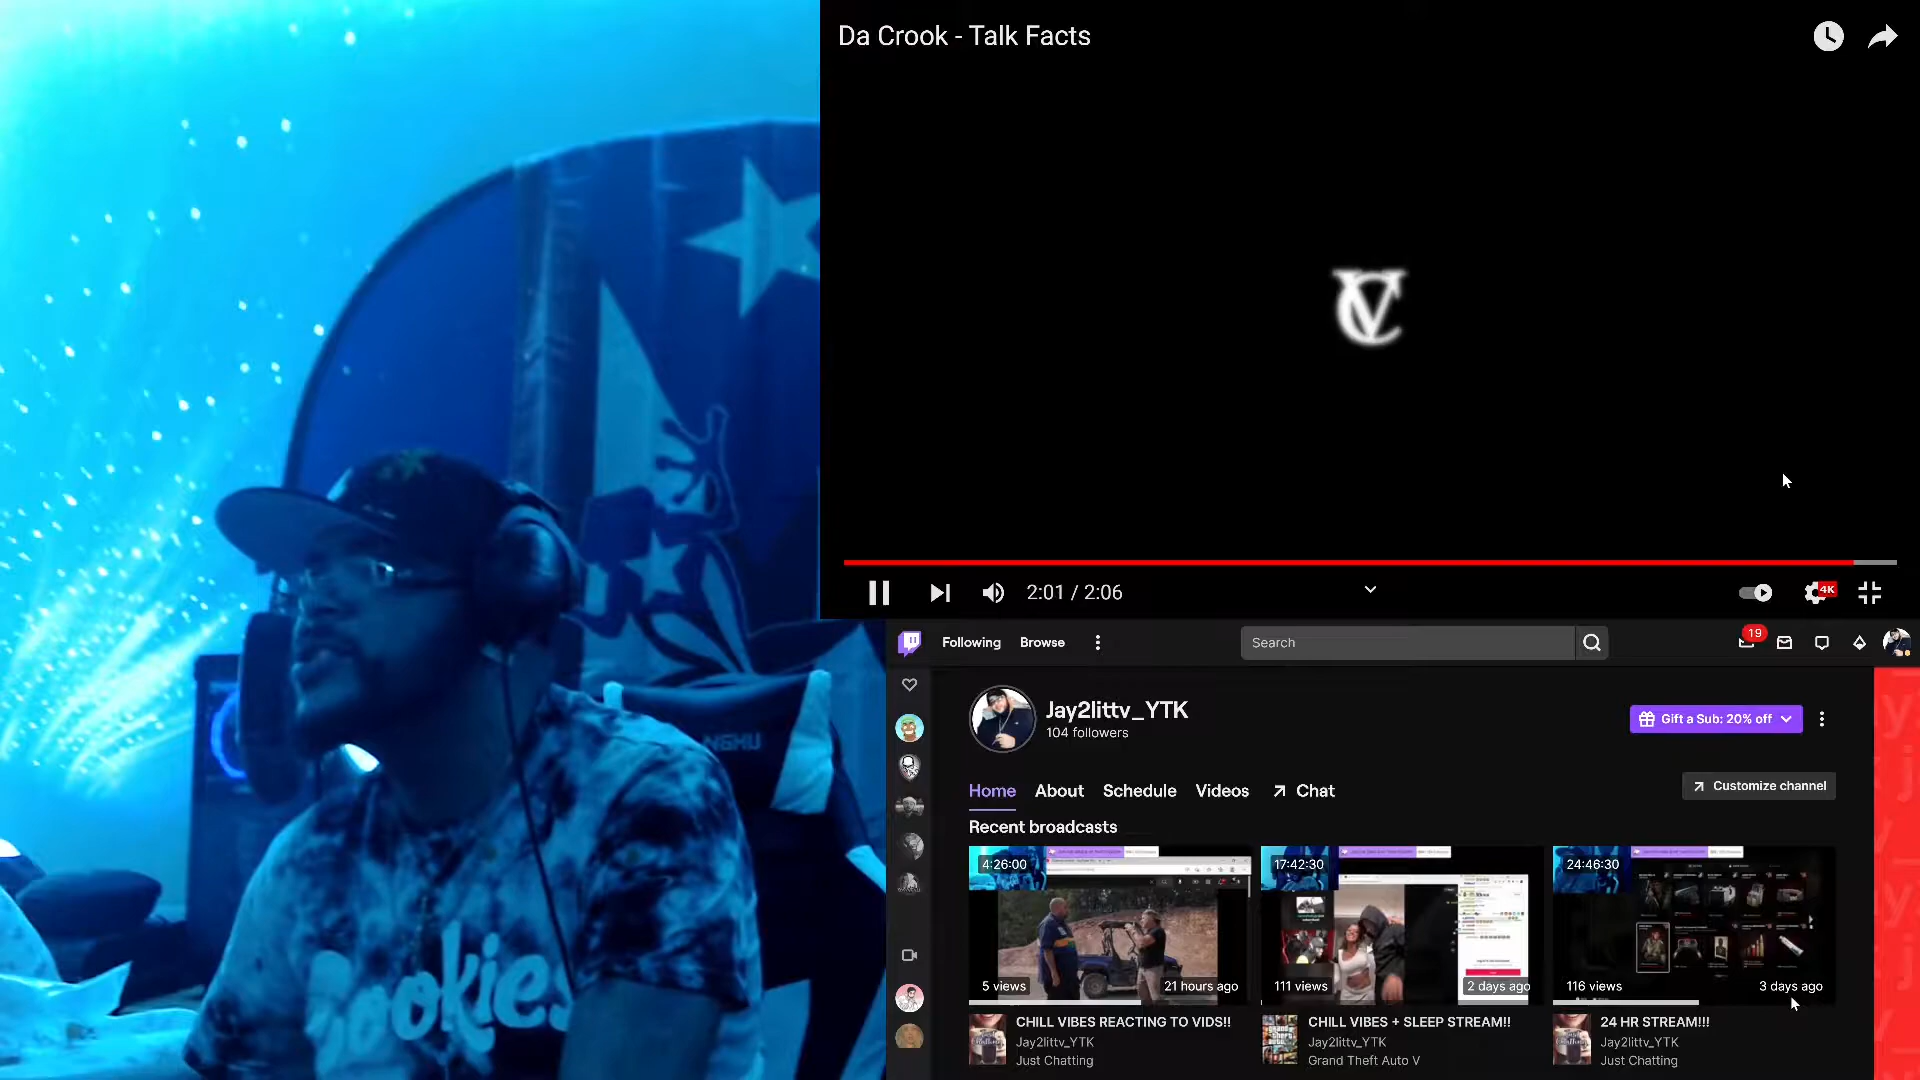 Da Crook - Talk Facts
VC
2:01 / 2:06
4K
Following
Browse
Search
19
Jay2littv_YTK
104 followers
Gift a Sub: 20% off
Home
About
Schedule
Videos
Chat
Customize channel
Recent broadcasts
4:26:00
17:42:30
24:46:30
5 views
21 hours ago
111 views
2 days ago
116 views
3 days ago
CHILL VIBES REACTING TO VIDS!!
Jay2littv_YTK
Just Chatting
CHILL VIBES + SLEEP STREAM!!
Jay2littv_YTK
Grand Theft Auto V
24 HR STREAM!!!
Jay2littv_YTK
Just Chatting
Cookies